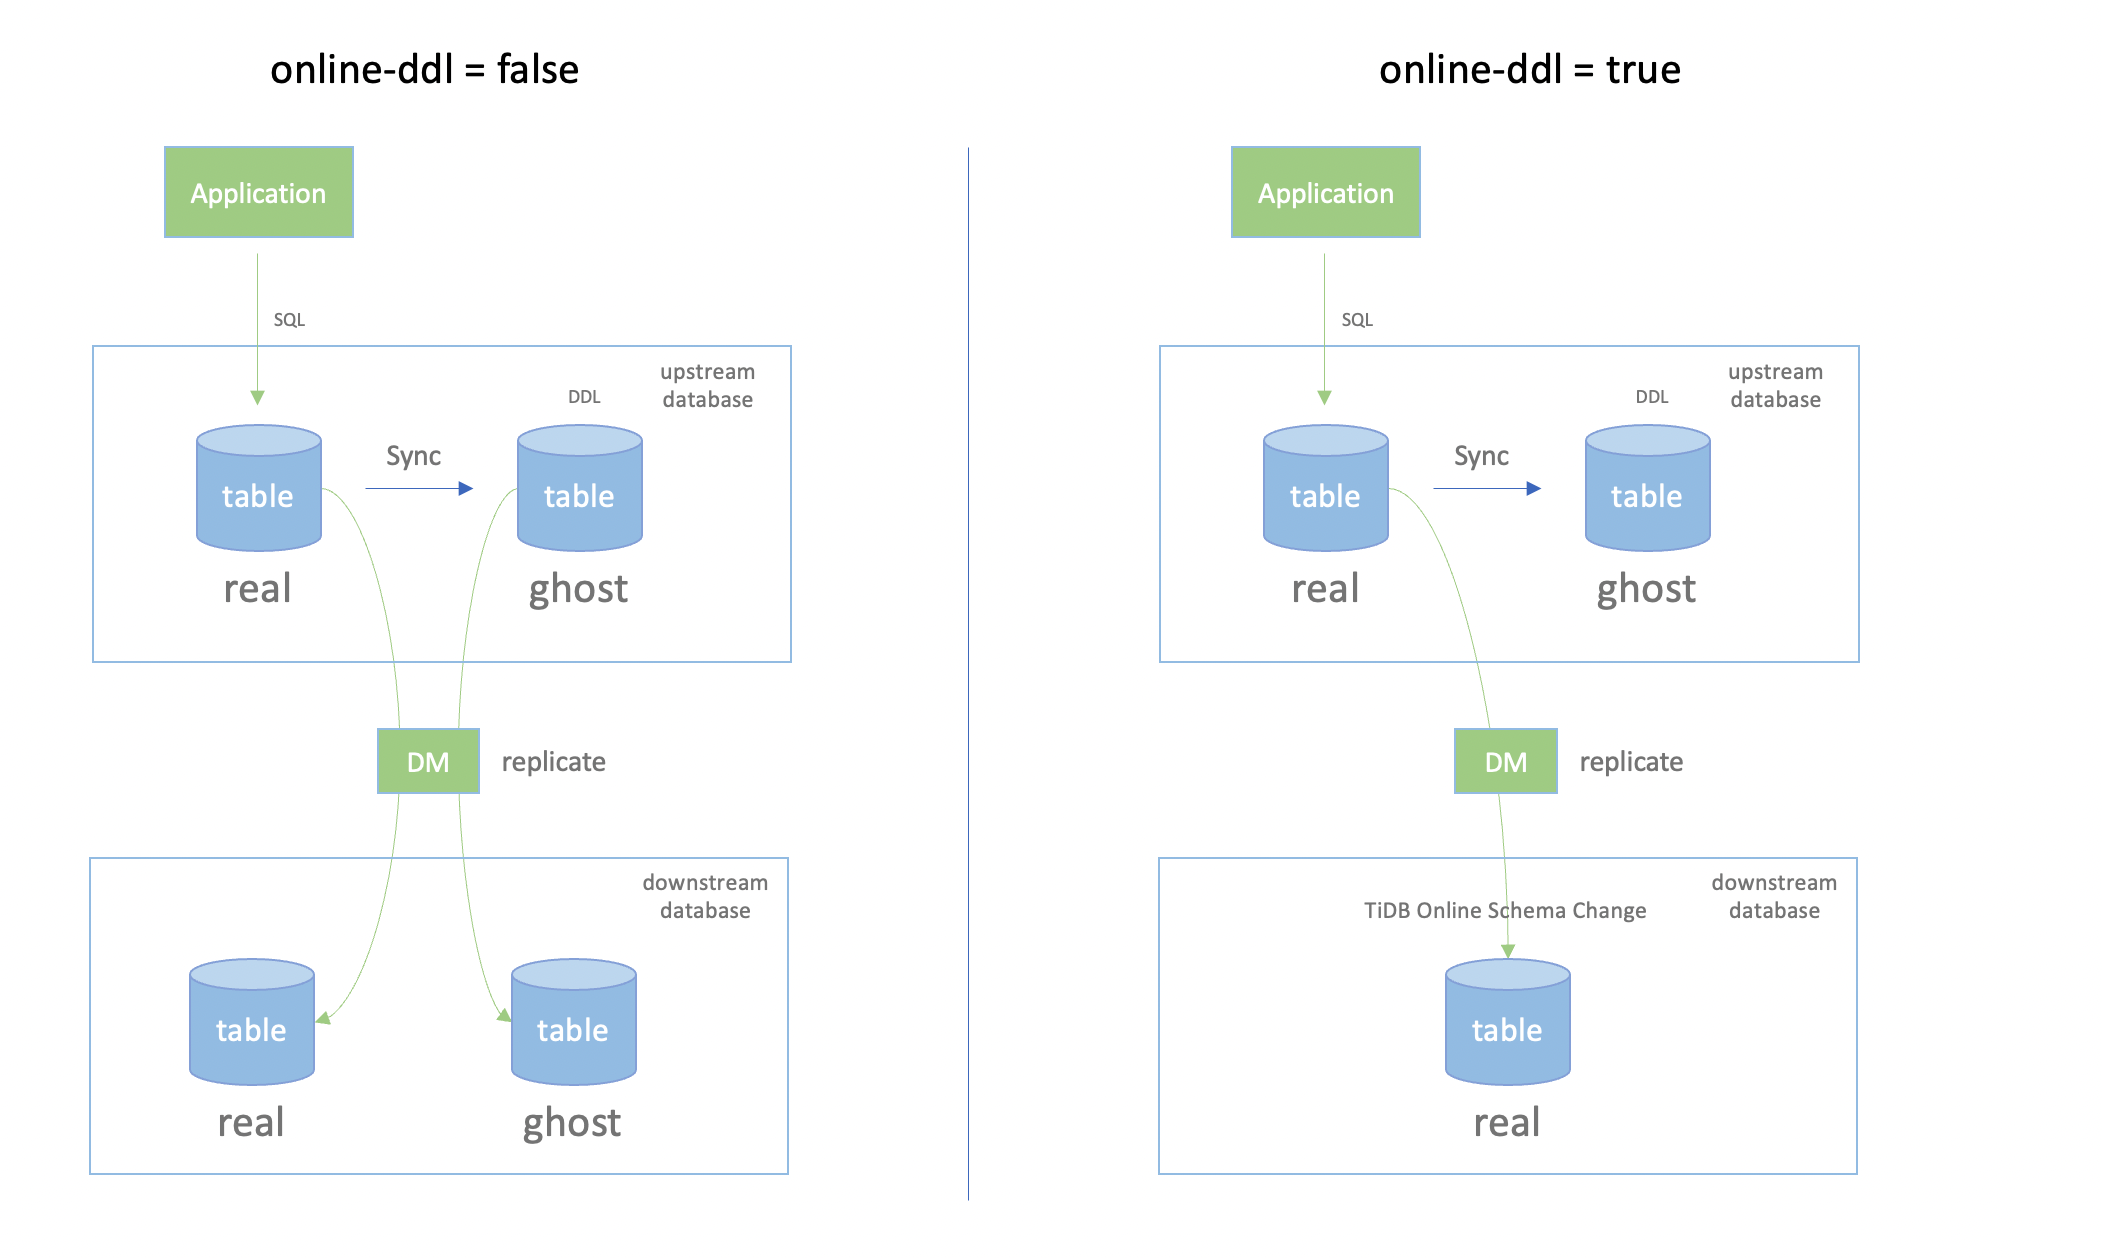 online-ddl = false
Application
SQL
upstream
database
DDL
Sync
table
table
real
ghost
DM
replicate
downstream
database
table
table
real
ghost
online-ddl = true
Application
SQL
upstream
database
DDL
Sync
table
table
real
ghost
DM
replicate
downstream
database
TiDB Online Schema Change
table
real